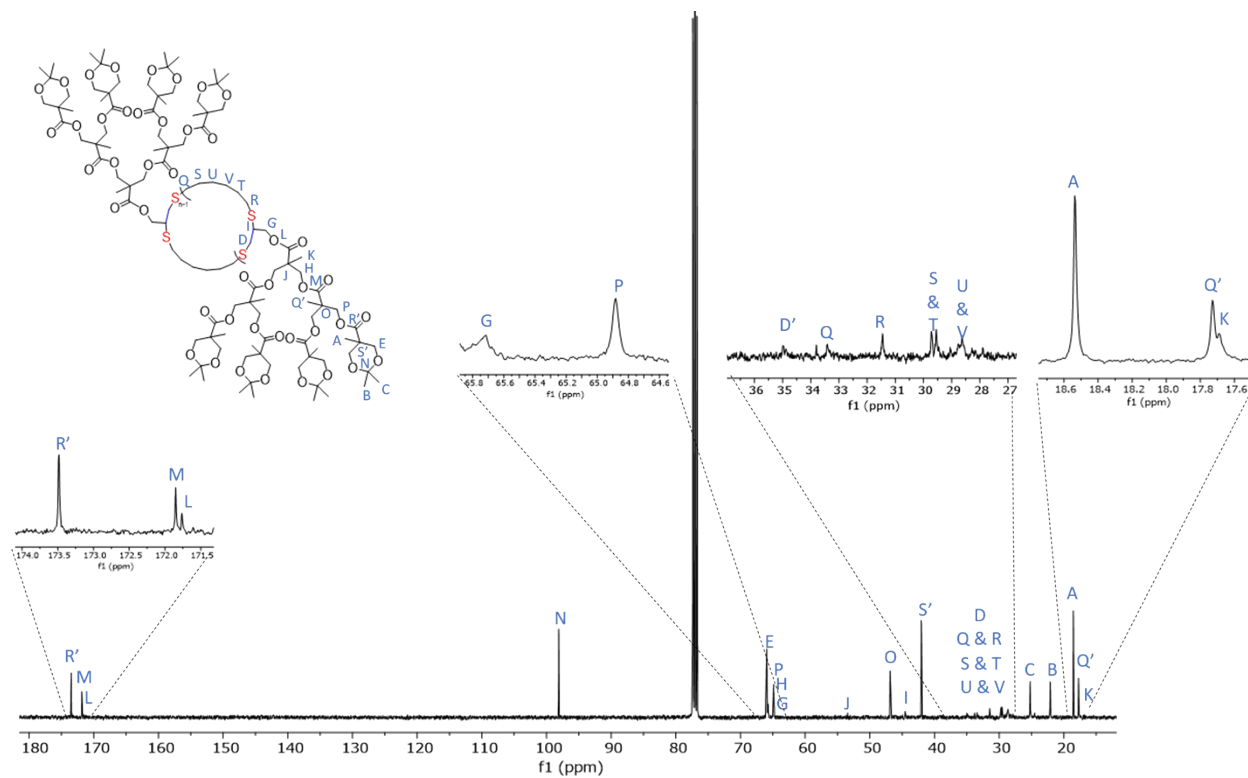 Q S U V T
R
S
n-1
S
I
G
L
D
S
S
O O O O O O O O
O O O O
O O O O O O O O
O O O O
O O
K
H
J
M
Q'
O
P
R'
A
E
S'
N
B
C
G
P
65.8 65.6 65.4 65.2 65.0 64.8 64.6
f1 (ppm)
D'
Q
R
S
&
T
U
&
V
36 35 34 33 32 31 30 29 28 27
f1 (ppm)
A
Q'
K
18.6 18.4 18.2 18.0 17.8 17.6
f1 (ppm)
R'
M
L
174.0 173.5 173.0 172.5 172.0 171.5
f1 (ppm)
R'
M
L
N
E
P
H
G
J
O
I
S'
D
Q & R
S & T
U & V
C
B
A
Q'
K
180 170 160 150 140 130 120 110 100 90 80 70 60 50 40 30 20
f1 (ppm)